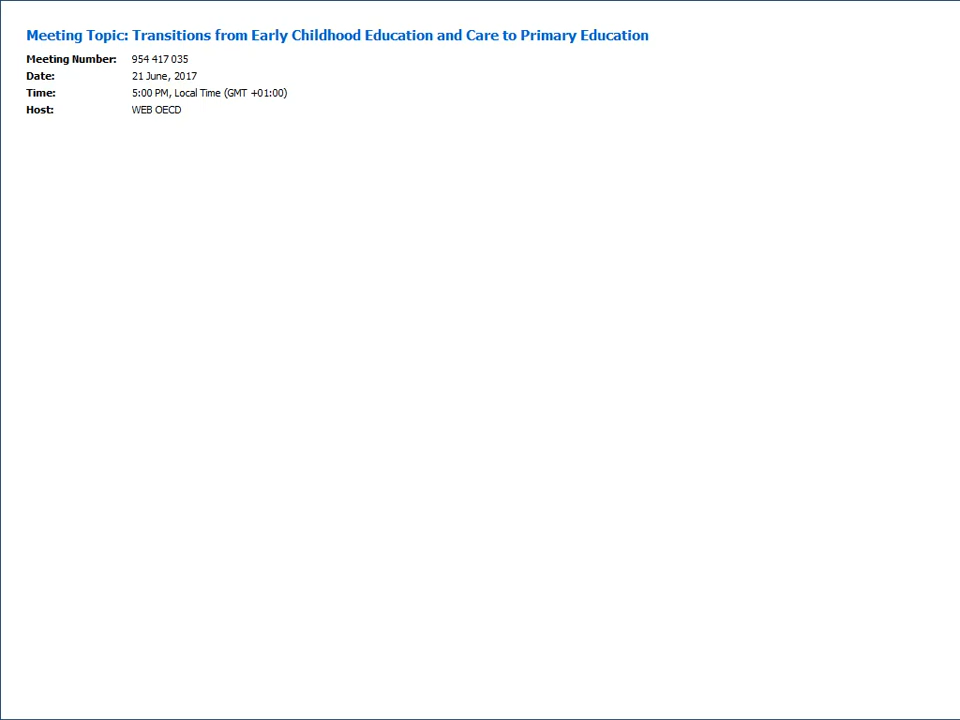 Meeting Topic: Transitions from Early Childhood Education and Care to Primary Education
Meeting Number: 954 417 035
Date: 21 June, 2017
Time: 5:00 PM, Local Time (GMT +01:00)
Host: WEB OECD